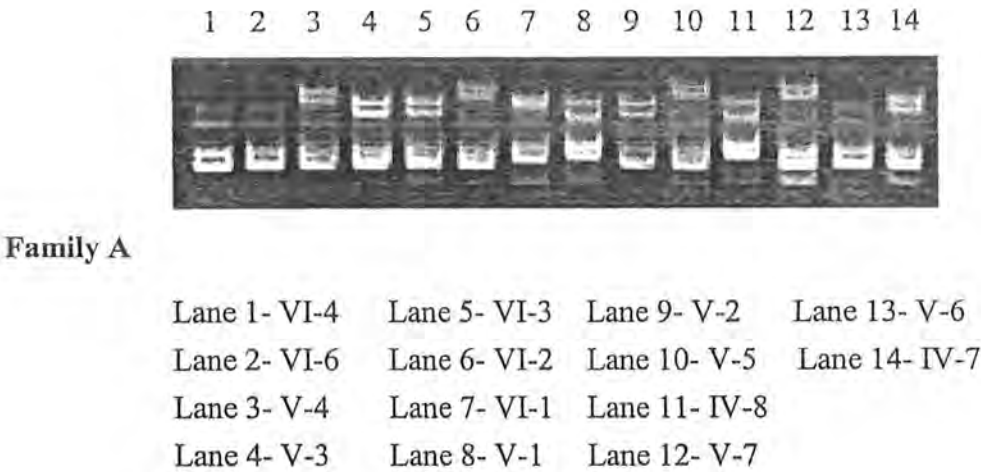 1 2 3 4 5 6 7 8 9 10 11 12 13 14
Family A
Lane 1- VI-4 Lane 5- VI-3 Lane 9- V-2 Lane 13- V-6
Lane 2- VI-6 Lane 6- VI-2 Lane 10- V-5 Lane 14- IV-7
Lane 3- V-4 Lane 7- VI-1 Lane 11- IV-8
Lane 4- V-3 Lane 8- V-1 Lane 12- V-7